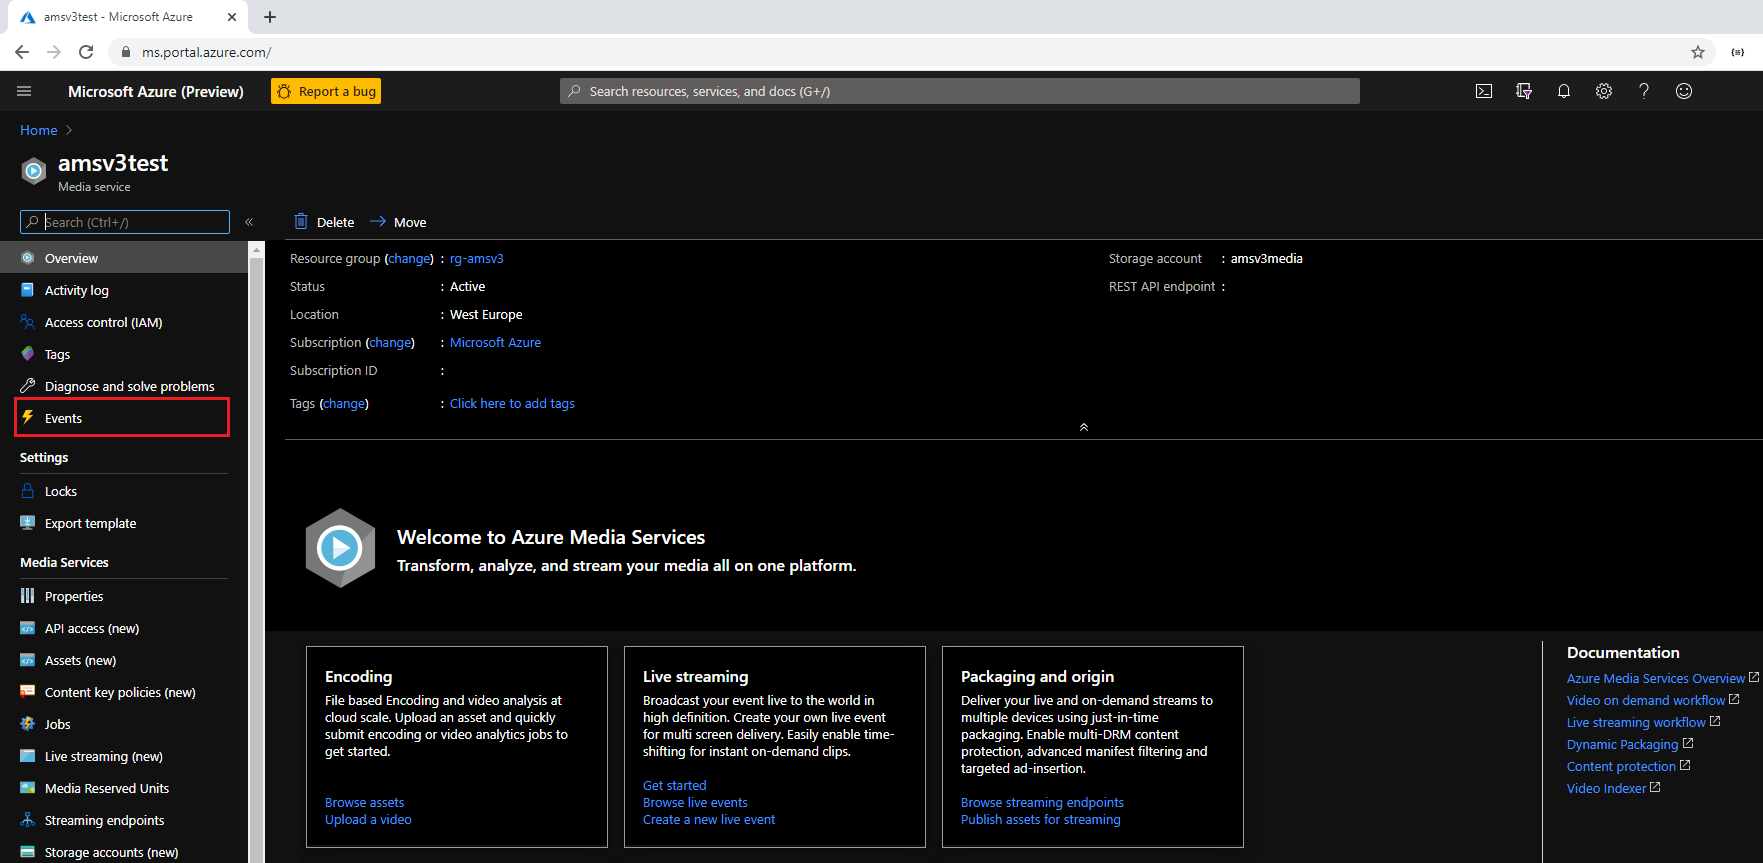 amsv3test - Microsoft Azure
ms.portal.azure.com/
Microsoft Azure (Preview)
Report a bug
Search resources, services, and docs (G+/)
Home
amsv3test
Media service
Search (Ctrl+/)
Delete
Move
Overview
Activity log
Access control (IAM)
Tags
Diagnose and solve problems
Events
Settings
Locks
Export template
Media Services
Properties
API access (new)
Assets (new)
Content key policies (new)
Jobs
Live streaming (new)
Media Reserved Units
Streaming endpoints
Storage accounts (new)
Resource group (change) : rg-amsv3
Status : Active
Location : West Europe
Subscription (change) : Microsoft Azure
Subscription ID :
Tags (change) : Click here to add tags
Storage account : amsv3media
REST API endpoint :
Welcome to Azure Media Services
Transform, analyze, and stream your media all on one platform.
Encoding
File based Encoding and video analysis at
cloud scale. Upload an asset and quickly
submit encoding or video analytics jobs to
get started.
Browse assets
Upload a video
Live streaming
Broadcast your event live to the world in
high definition. Create your own live event
for multi screen delivery. Easily enable time-
shifting for instant on-demand clips.
Get started
Browse live events
Create a new live event
Packaging and origin
Deliver your live and on-demand streams to
multiple devices using just-in-time
packaging. Enable multi-DRM content
protection, advanced manifest filtering and
targeted ad-insertion.
Browse streaming endpoints
Publish assets for streaming
Documentation
Azure Media Services Overview
Video on demand workflow
Live streaming workflow
Dynamic Packaging
Content protection
Video Indexer